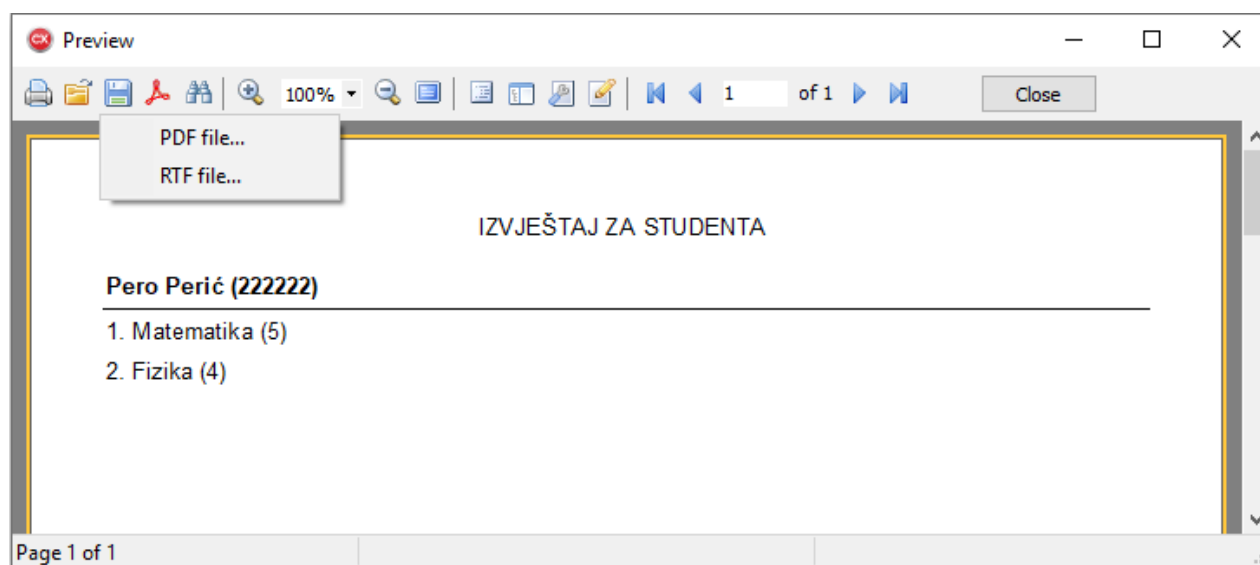 Preview
100% 1 of 1 Close
PDF file...
RTF file...
IZVJEŠTAJ ZA STUDENTA
Pero Perić (222222)
1. Matematika (5)
2. Fizika (4)
Page 1 of 1